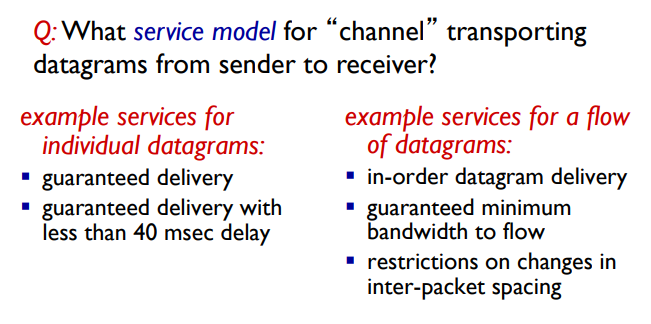 Q: What service model for “channel” transporting
datagrams from sender to receiver?
example services for
individual datagrams:
▪ guaranteed delivery
▪ guaranteed delivery with
less than 40 msec delay
example services for a flow
of datagrams:
▪ in-order datagram delivery
▪ guaranteed minimum
bandwidth to flow
▪ restrictions on changes in
inter-packet spacing